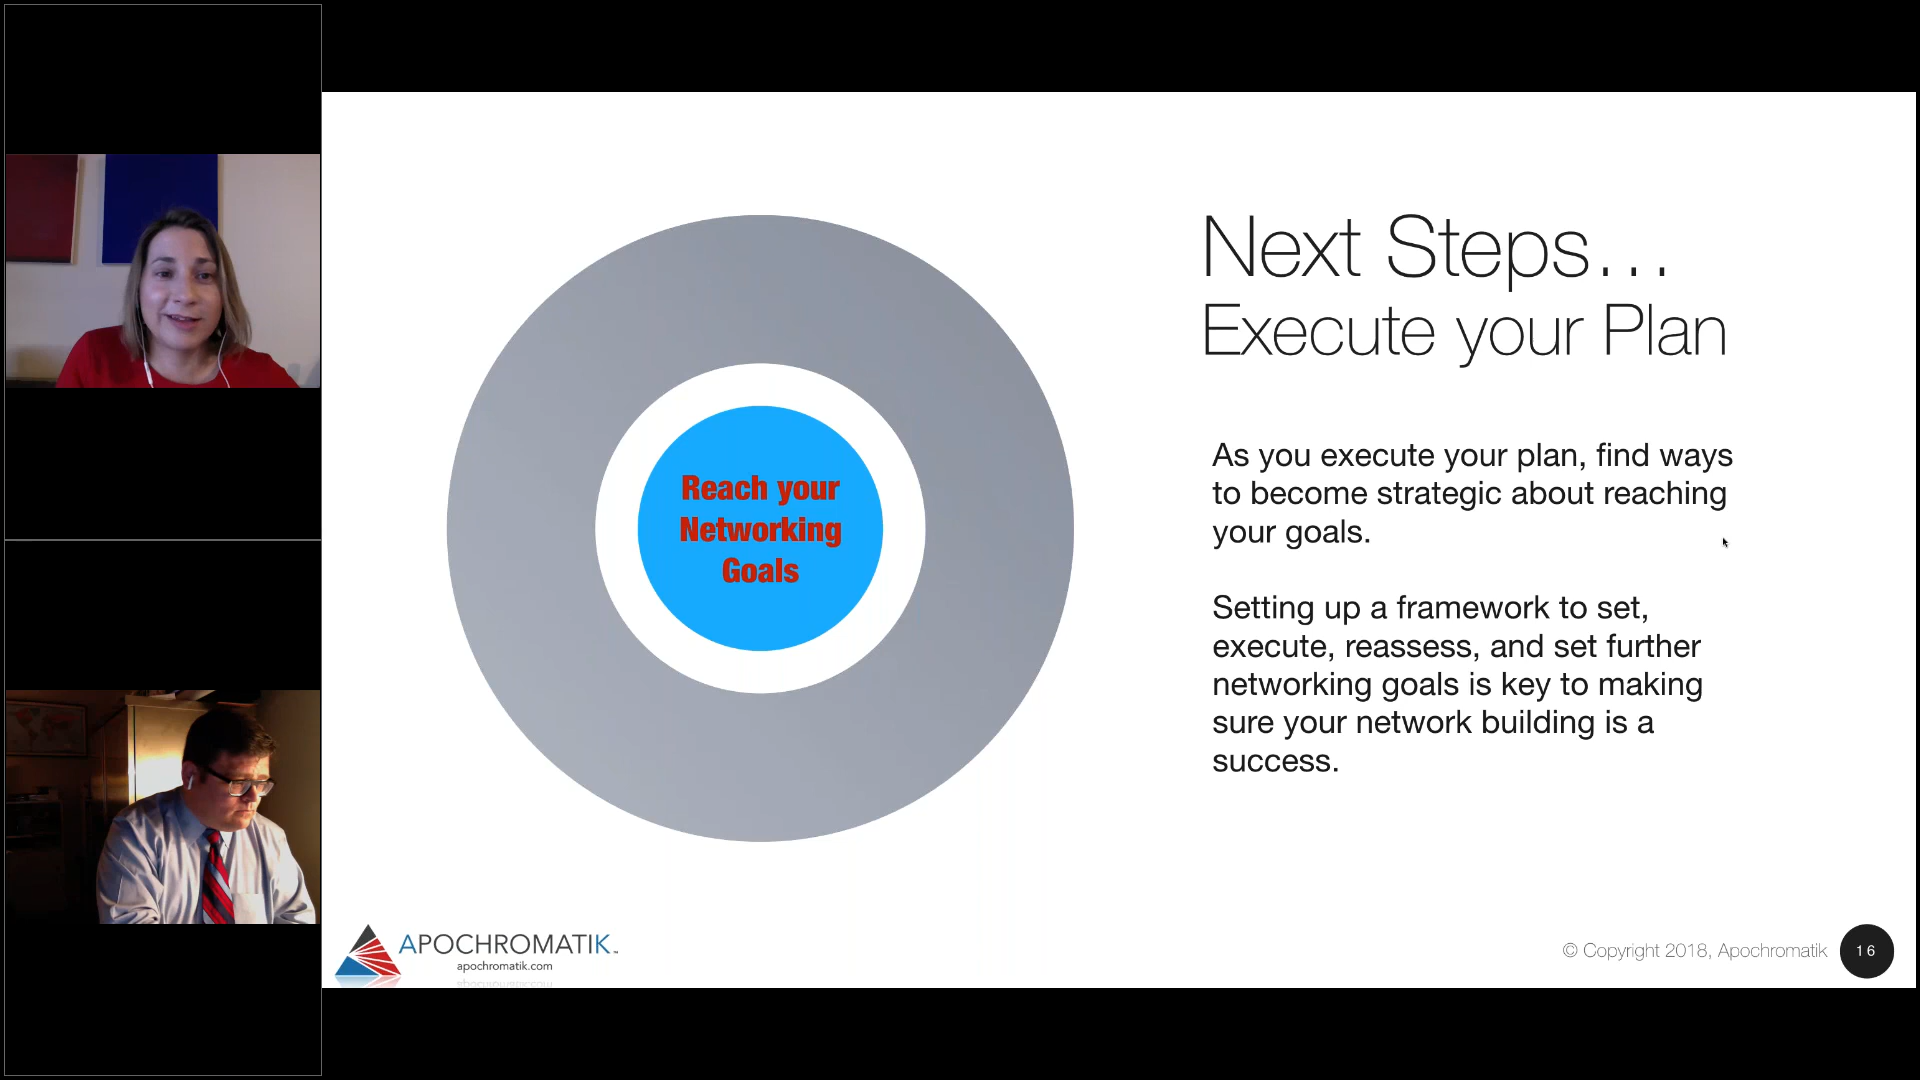 Next Steps...
Execute your Plan
Reach your
Networking
Goals
As you execute your plan, find ways
to become strategic about reaching
your goals.
Setting up a framework to set,
execute, reassess, and set further
networking goals is key to making
sure your network building is a
success.
APOCHROMATIK™
apochromatik.com
© Copyright 2018, Apochromatik
16